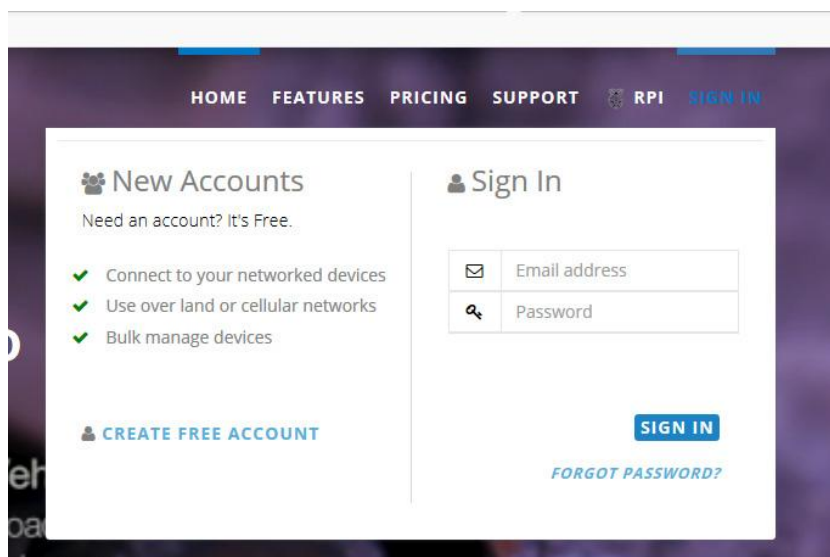 HOME FEATURES PRICING SUPPORT RPI SIGN IN
New Accounts
Need an account? It's Free.
Connect to your networked devices
Use over land or cellular networks
Bulk manage devices
CREATE FREE ACCOUNT
Sign In
Email address
Password
SIGN IN
FORGOT PASSWORD?